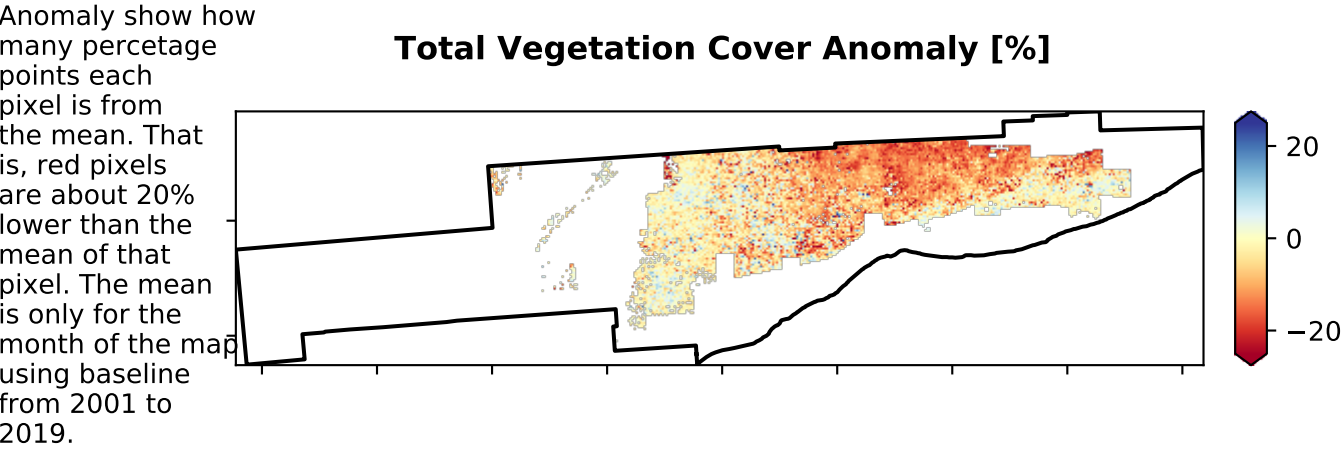 Anomaly show how
many percetage
points each
pixel is from
the mean. That
is, red pixels
are about 20%
lower than the
mean of that
pixel. The mean
is only for the
month of the map
using baseline
from 2001 to
2019.
Total Vegetation Cover Anomaly [%]
20
0
−20